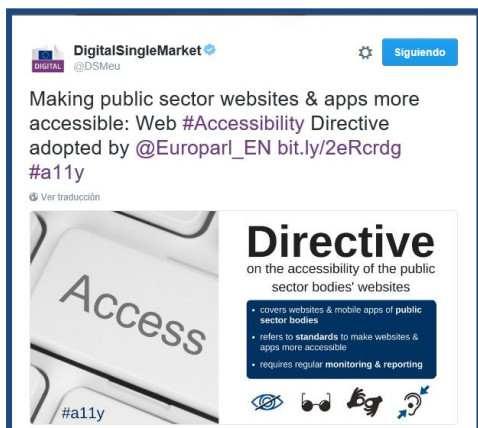 DigitalSingleMarket
@DSMeu
DIGITAL
Siguiendo
Making public sector websites & apps more
accessible: Web #Accessibility Directive
adopted by @Europarl_EN bit.ly/2eRcrdg
#a11y
Ver traducción
Access
#a11y
Directive
on the accessibility of the public
sector bodies' websites
• covers websites & mobile apps of public
sector bodies
• refers to standards to make websites &
apps more accessible
• requires regular monitoring & reporting